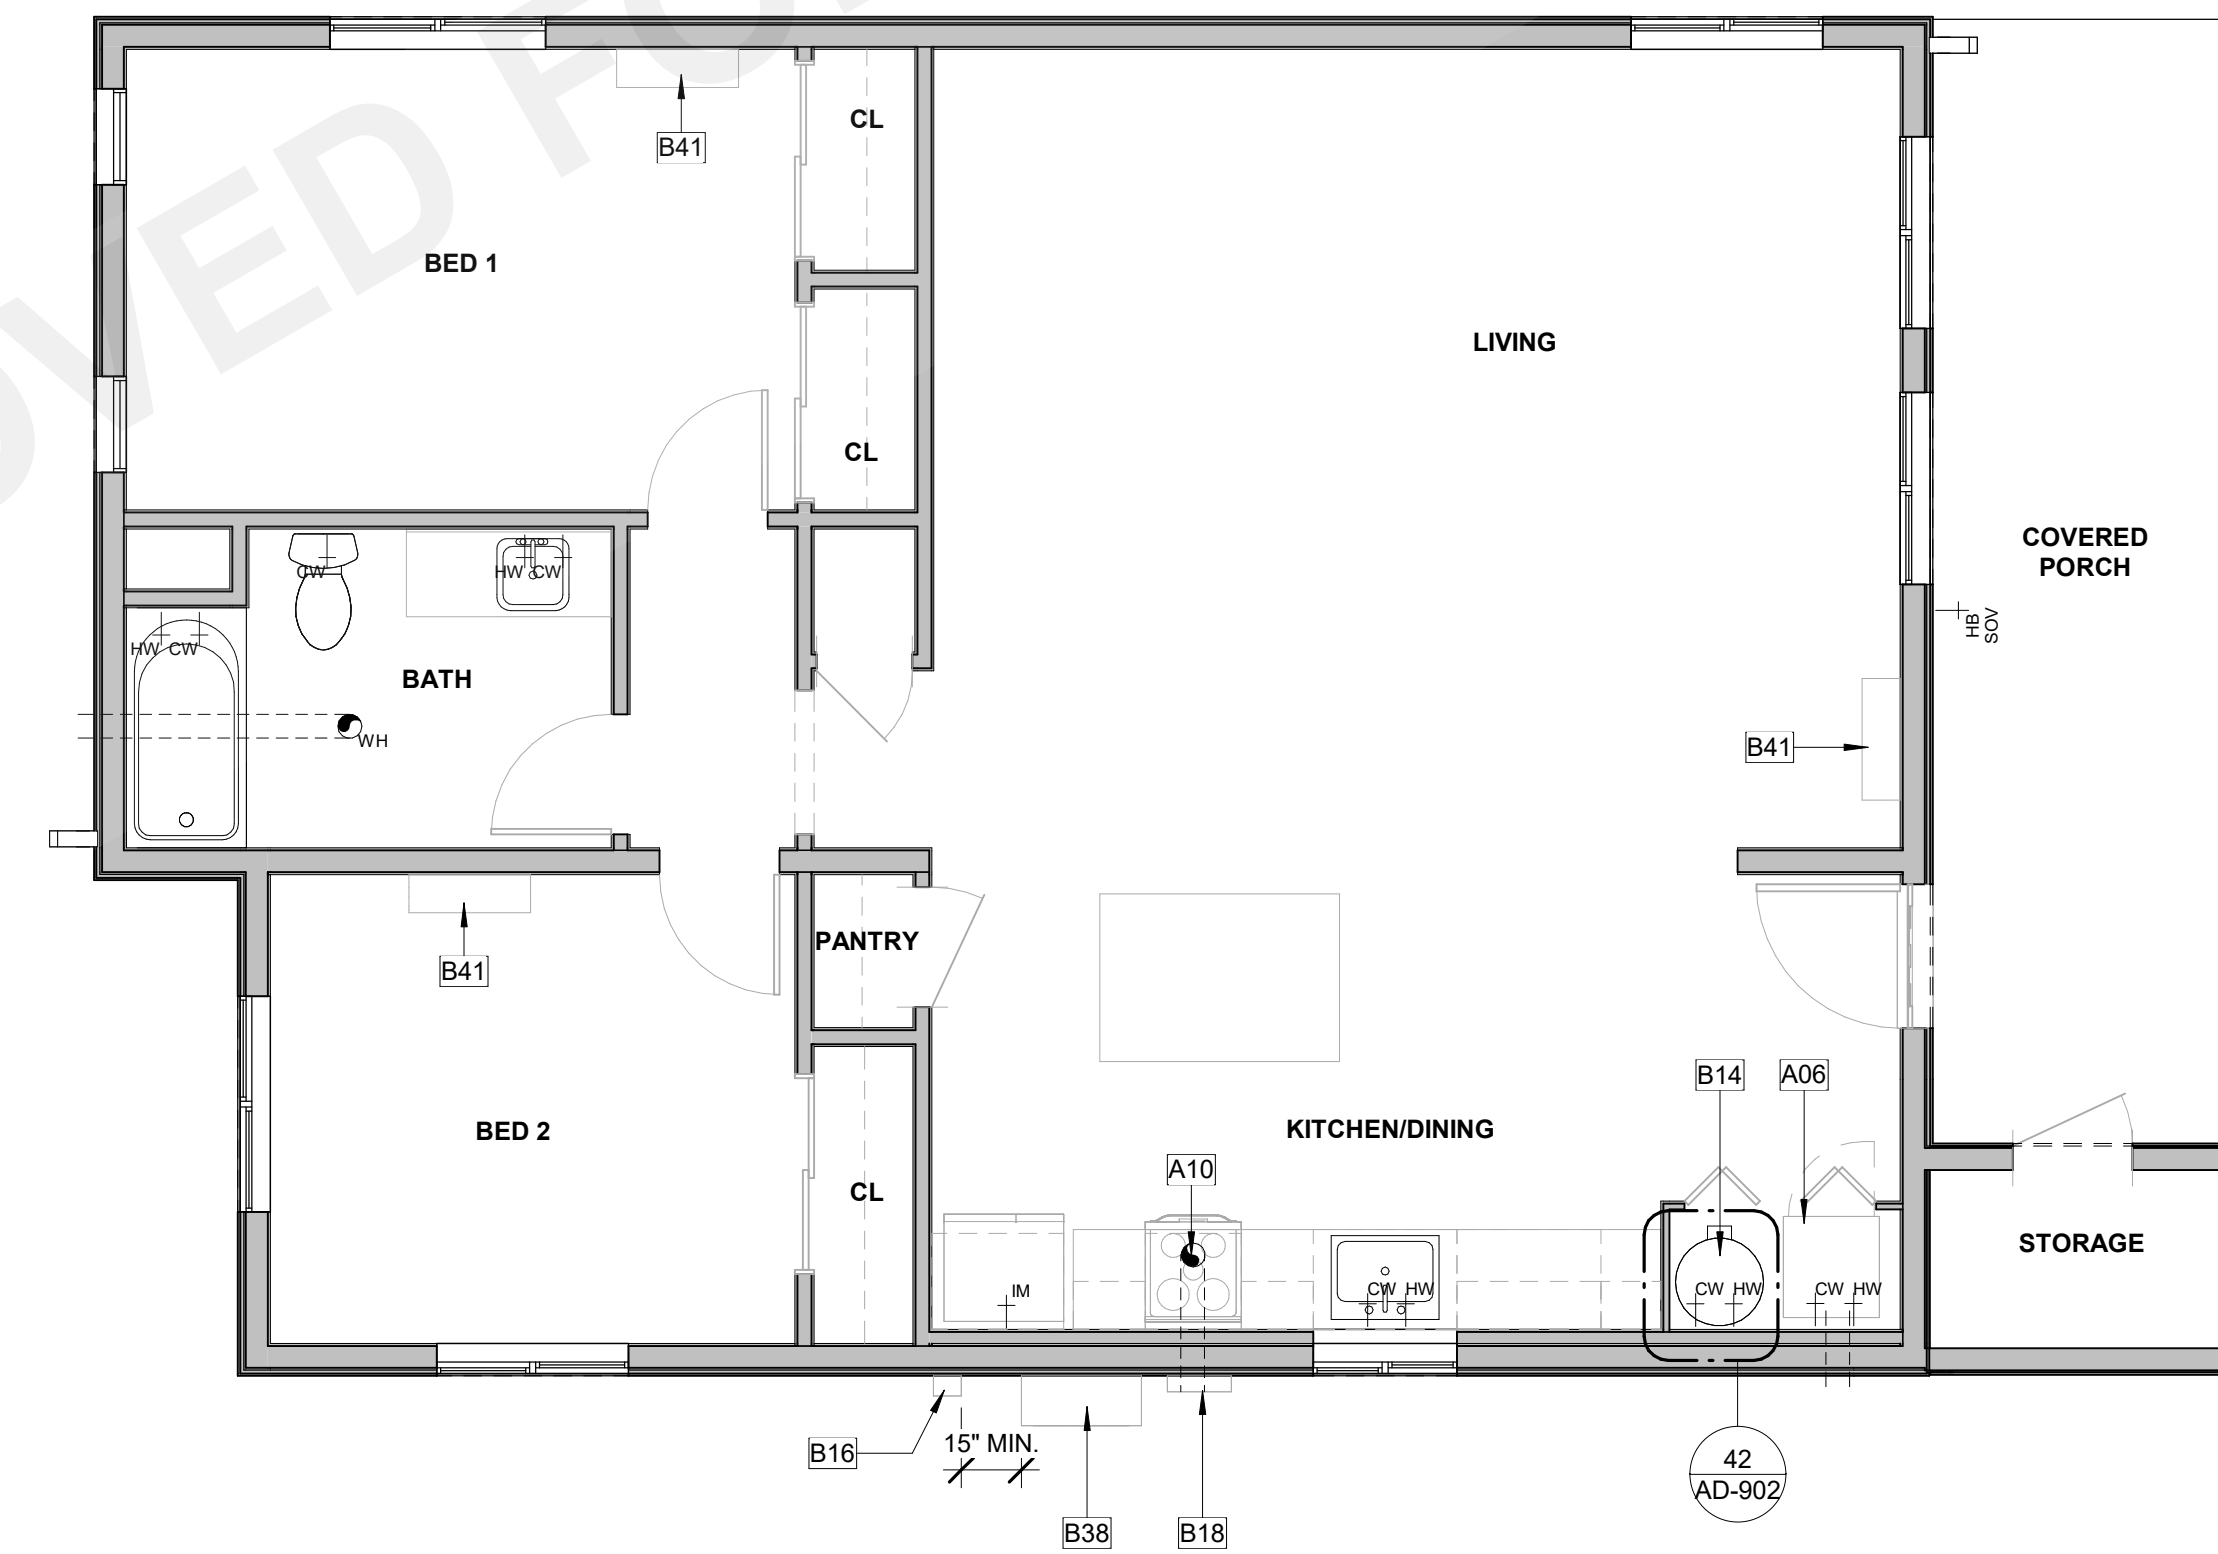 OVED FO
CL
B41
BED 1
LIVING
CL
COVERED
PORCH
CW
HW CW
HB
SOV
HW CW
BATH
WH
B41
PANTRY
B41
B14
A06
BED 2
KITCHEN/DINING
A10
CL
STORAGE
IM
CW HW
CW HW
CW HW
B16
15" MIN.
42
AD-902
B38
B18